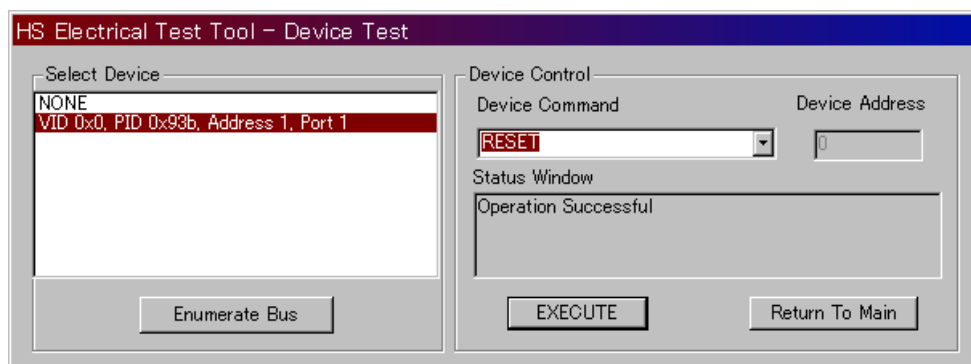 HS Electrical Test Tool - Device Test
Select Device
NONE
VID 0x0, PID 0x93b, Address 1, Port 1
Enumerate Bus
Device Control
Device Command
Device Address
RESET
0
Status Window
Operation Successful
EXECUTE
Return To Main